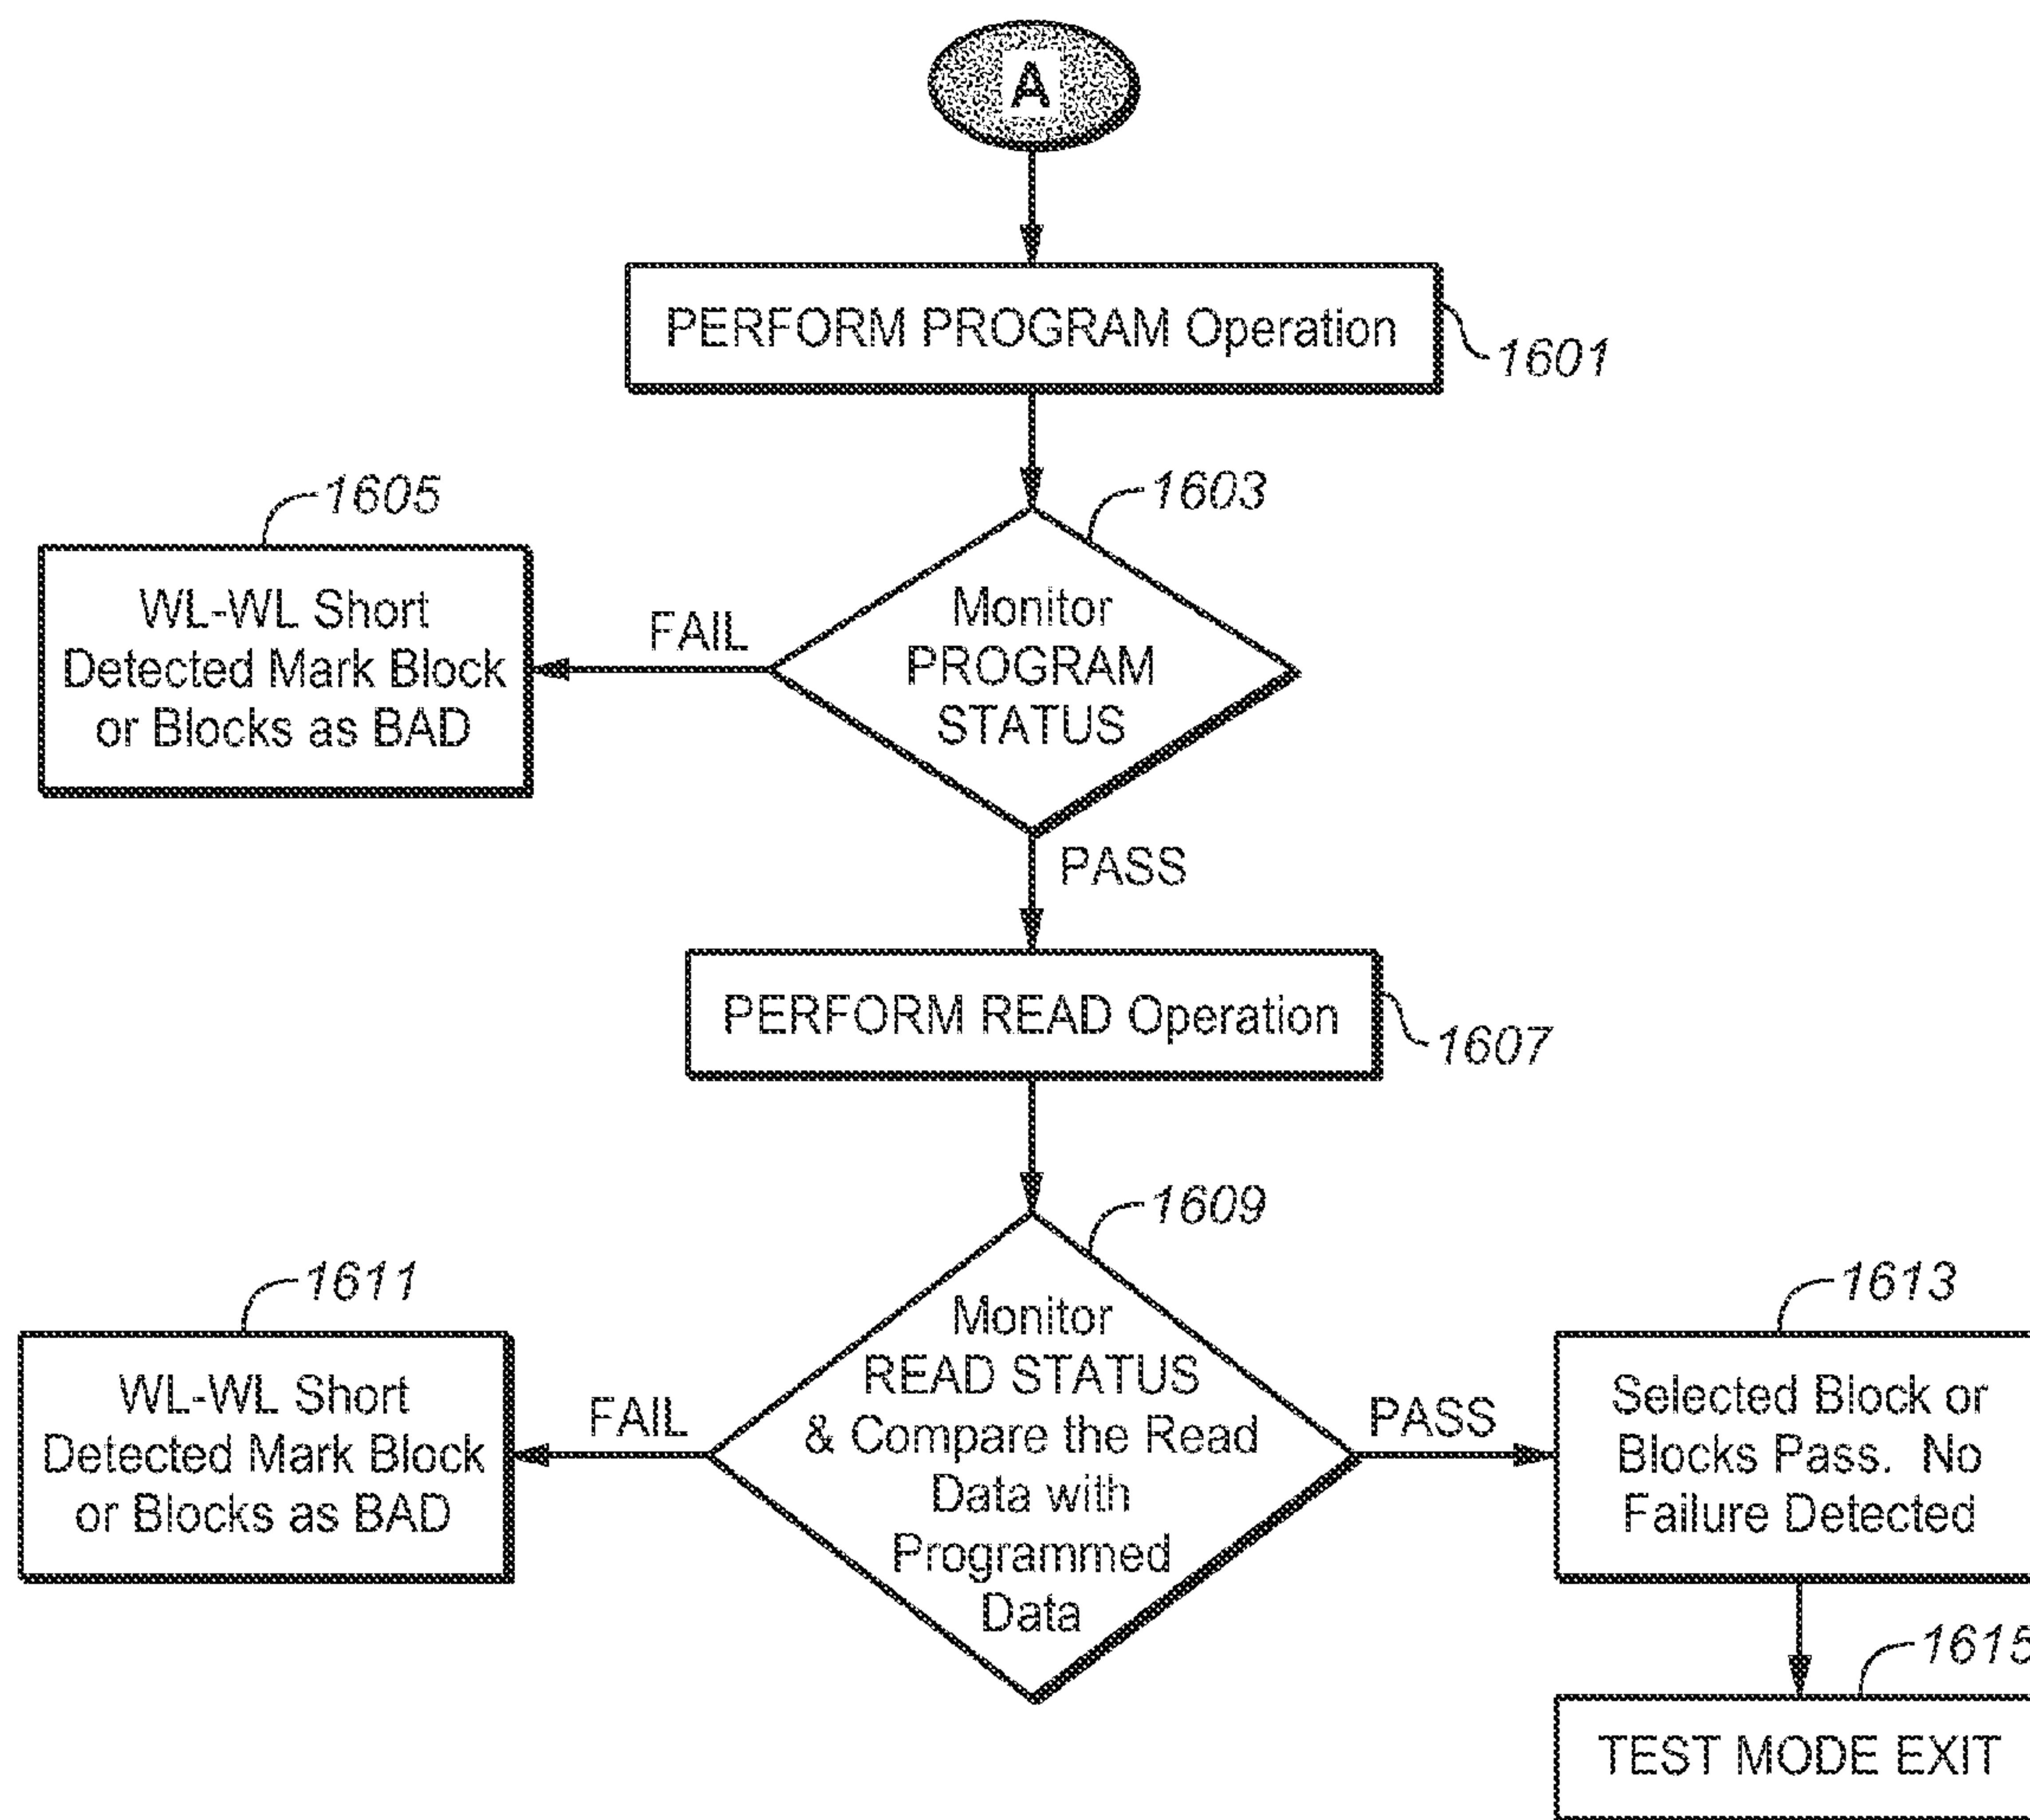 A
PERFORM PROGRAM Operation
1601
1605
1603
WL-WL Short
Detected Mark Block
or Blocks as BAD
FAIL
Monitor
PROGRAM
STATUS
PASS
PERFORM READ Operation
1607
1609
1611
1613
WL-WL Short
Detected Mark Block
or Blocks as BAD
FAIL
Monitor
READ STATUS
& Compare the Read
Data with
Programmed
Data
PASS
Selected Block or
Blocks Pass. No
Failure Detected
1615
TEST MODE EXIT